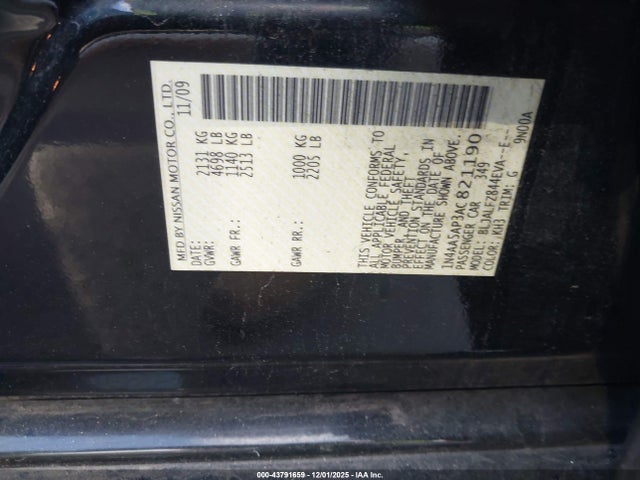 MFD BY NISSAN MOTOR CO., LTD.
DATE: 11/09
GVWR: 2131 KG
4698 LB
GAWR FR.: 1140 KG
2513 LB
GAWR RR.: 1000 KG
2205 LB
THIS VEHICLE CONFORMS TO
ALL APPLICABLE FEDERAL
MOTOR VEHICLE SAFETY,
BUMPER, AND THEFT
PREVENTION STANDARDS IN
EFFECT ON THE DATE OF
MANUFACTURE SHOWN ABOVE.
1N4AA5AP3AC821190
PASSENGER CAR 349
MODEL: BLJALFZ844EVA--E--
COLOR: KH3 TRIM: G 9N00A
000-43791659 - 12/01/2025 - IAA Inc.